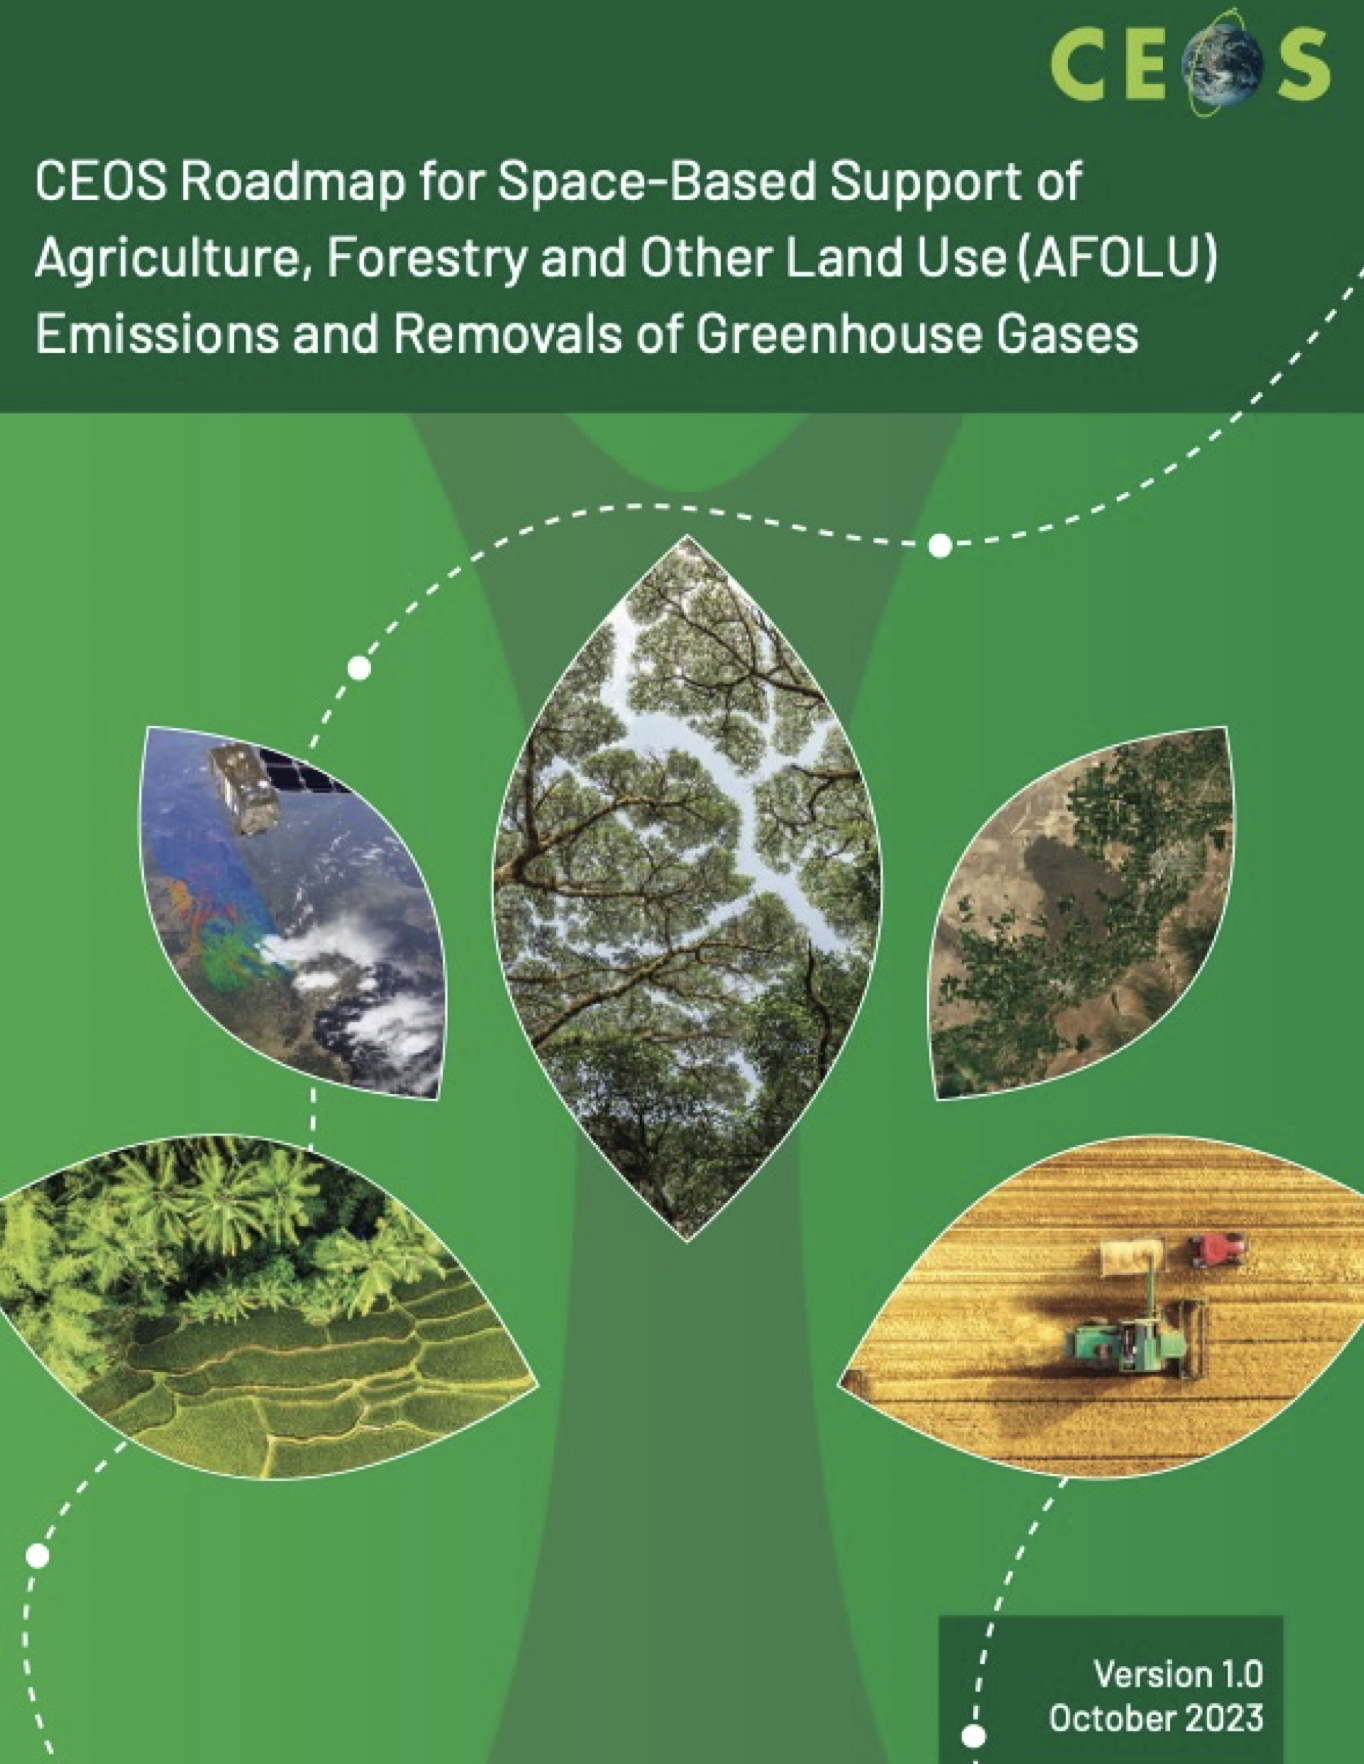 CEOS
CEOS Roadmap for Space-Based Support of
Agriculture, Forestry and Other Land Use (AFOLU)
Emissions and Removals of Greenhouse Gases
Version 1.0
October 2023